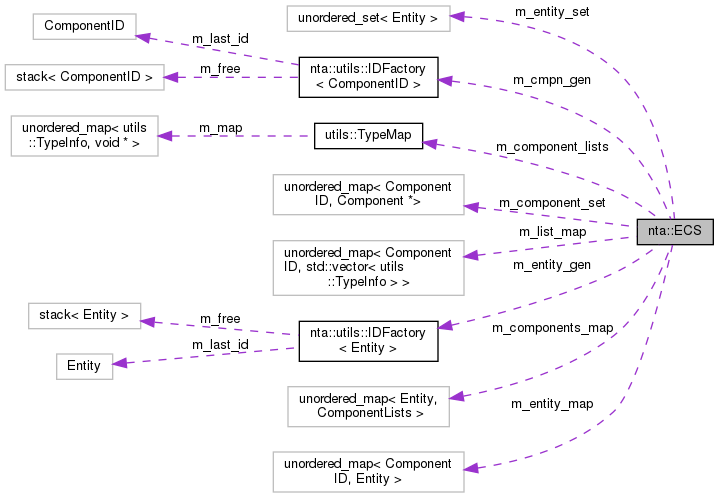 unordered_set< Entity >
m_entity_set
ComponentID
m_last_id
stack< ComponentID >
m_free
nta::utils::IDFactory
< ComponentID >
m_cmpn_gen
unordered_map< utils
::TypeInfo, void * >
m_map
utils::TypeMap
m_component_lists
unordered_map< Component
ID, Component *>
m_component_set
nta::ECS
m_list_map
unordered_map< Component
ID, std::vector< utils
::TypeInfo > >
m_entity_gen
stack< Entity >
m_free
nta::utils::IDFactory
< Entity >
m_last_id
Entity
m_components_map
unordered_map< Entity,
ComponentLists >
m_entity_map
unordered_map< Component
ID, Entity >